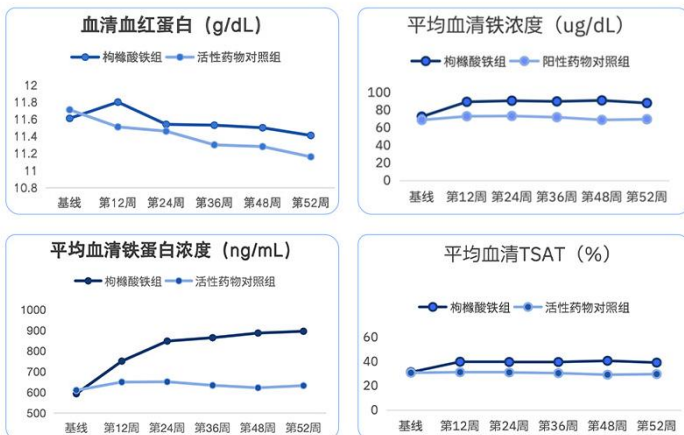 血清血红蛋白（g/dL）
枸橼酸铁组 活性药物对照组
12
11.8
11.6
11.4
11.2
11
10.8
基线 第12周 第24周 第36周 第48周 第52周
平均血清铁浓度（ug/dL）
枸橼酸铁组 阳性药物对照组
100
80
60
40
20
0
基线 第12周 第24周 第36周 第48周 第52周
平均血清铁蛋白浓度（ng/mL）
枸橼酸铁组 活性药物对照组
1000
900
800
700
600
500
基线 第12周 第24周 第36周 第48周 第52周
平均血清TSAT（%）
枸橼酸铁组 活性药物对照组
60
40
20
0
基线 第12周 第24周 第36周 第48周 第52周